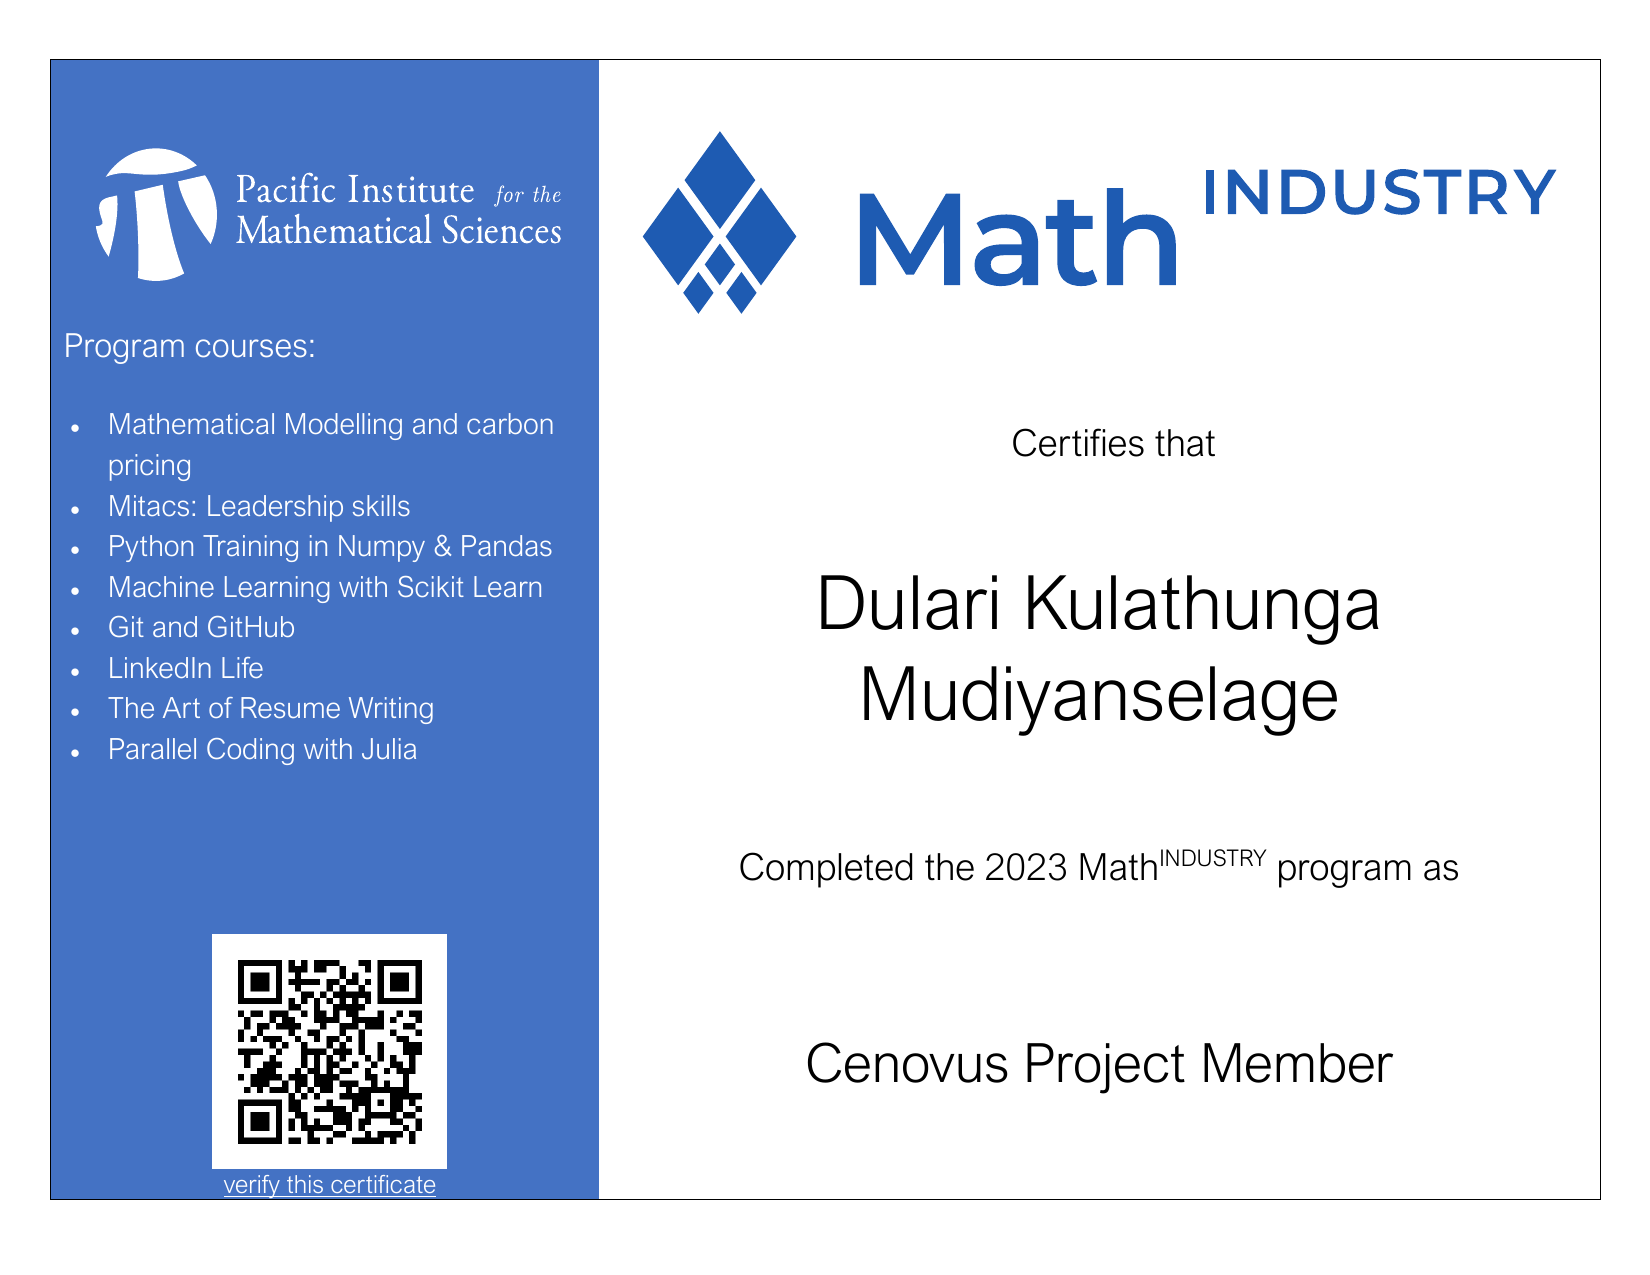 Pacific Institute for the
Mathematical Sciences
Program courses:
• Mathematical Modelling and carbon
pricing
• Mitacs: Leadership skills
• Python Training in Numpy & Pandas
• Machine Learning with Scikit Learn
• Git and GitHub
• LinkedIn Life
• The Art of Resume Writing
• Parallel Coding with Julia
verify this certificate
Math INDUSTRY
Certifies that
Dulari Kulathunga
Mudiyanselage
Completed the 2023 MathINDUSTRY program as
Cenovus Project Member